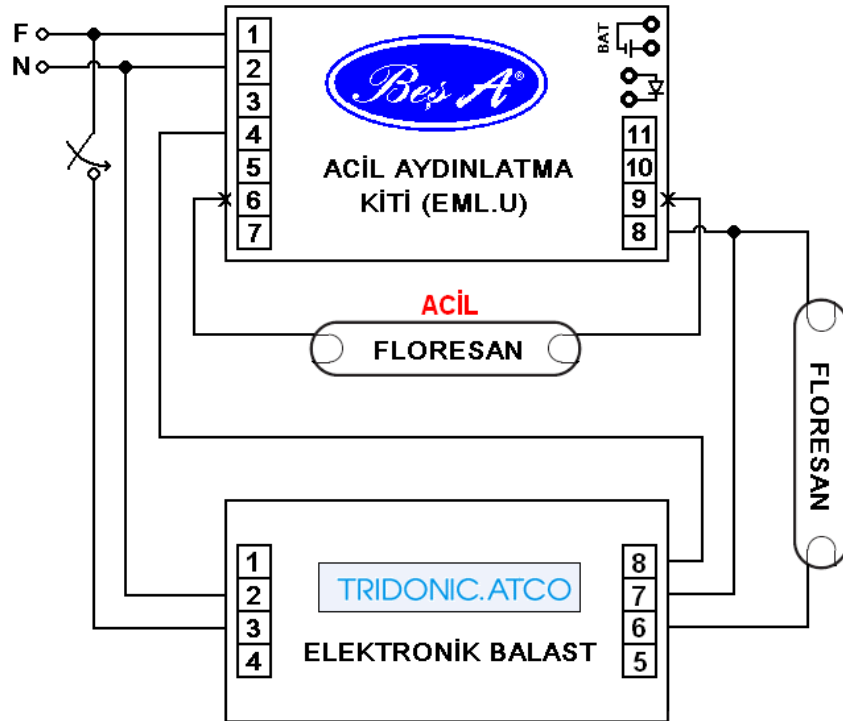 F
N
1
2
3
4
5
6
7
Beş A®
ACİL AYDINLATMA
KİTİ (EML.U)
BAT
11
10
9
8
ACİL
FLORESAN
FLORESAN
1
2
3
4
TRIDONIC.ATCO
ELEKTRONİK BALAST
8
7
6
5